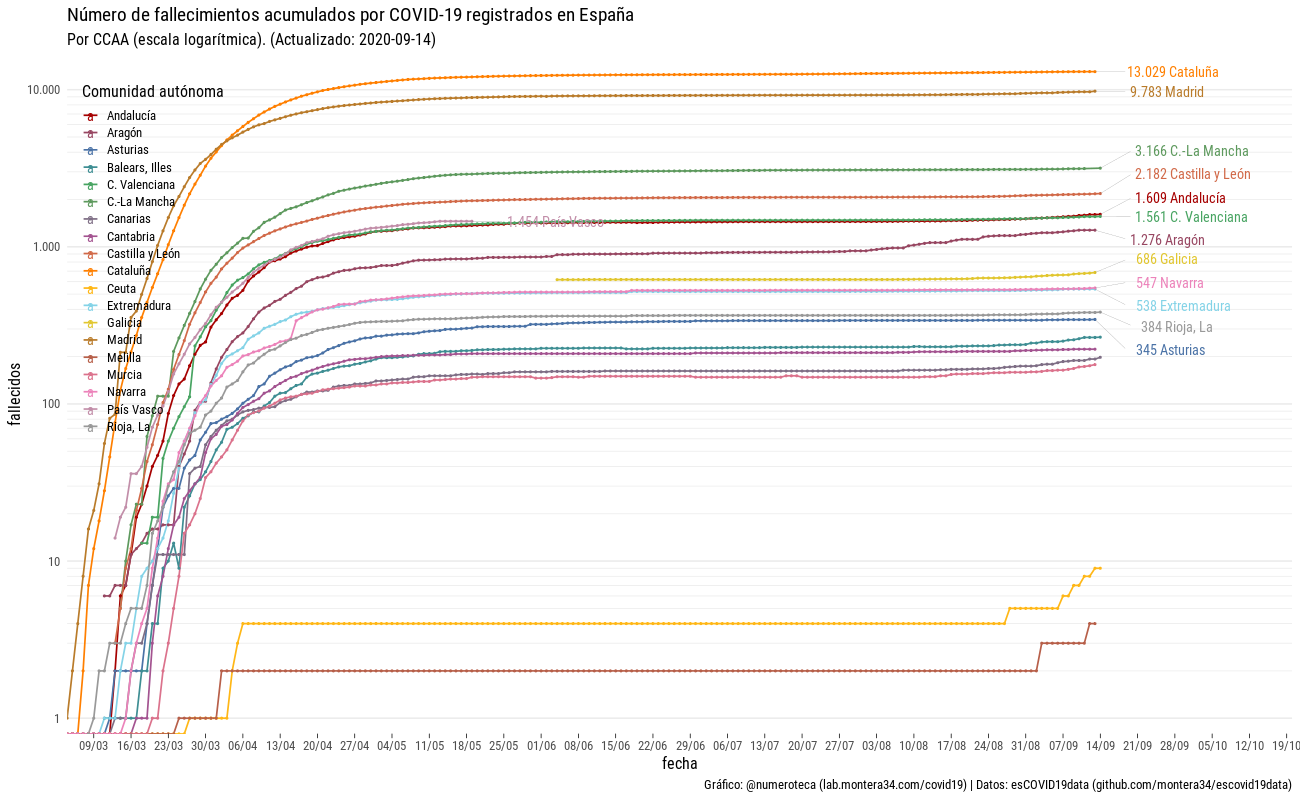 Número de fallecimientos acumulados por COVID-19 registrados en España
Por CCAA (escala logarítmica). (Actualizado: 2020-09-14)
fallecidos
10.000
1.000
100
10
1
Comunidad autónoma
Andalucía
Aragón
Asturias
Balears, Illes
C. Valenciana
C.-La Mancha
Canarias
Cantabria
Castilla y León
Cataluña
Ceuta
Extremadura
Galicia
Madrid
Melilla
Murcia
Navarra
País Vasco
Rioja, La
13.029 Cataluña
9.783 Madrid
3.166 C.-La Mancha
2.182 Castilla y León
1.609 Andalucía
1.561 C. Valenciana
1.454 País Vasco
1.276 Aragón
686 Galicia
547 Navarra
538 Extremadura
384 Rioja, La
345 Asturias
09/03 16/03 23/03 30/03 06/04 13/04 20/04 27/04 04/05 11/05 18/05 25/05 01/06 08/06 15/06 22/06 29/06 06/07 13/07 20/07 27/07 03/08 10/08 17/08 24/08 31/08 07/09 14/09 21/09 28/09 05/10 12/10 19/10
fecha
Gráfico: @numeroteca (lab.montera34.com/covid19) | Datos: esCOVID19data (github.com/montera34/escovid19data)